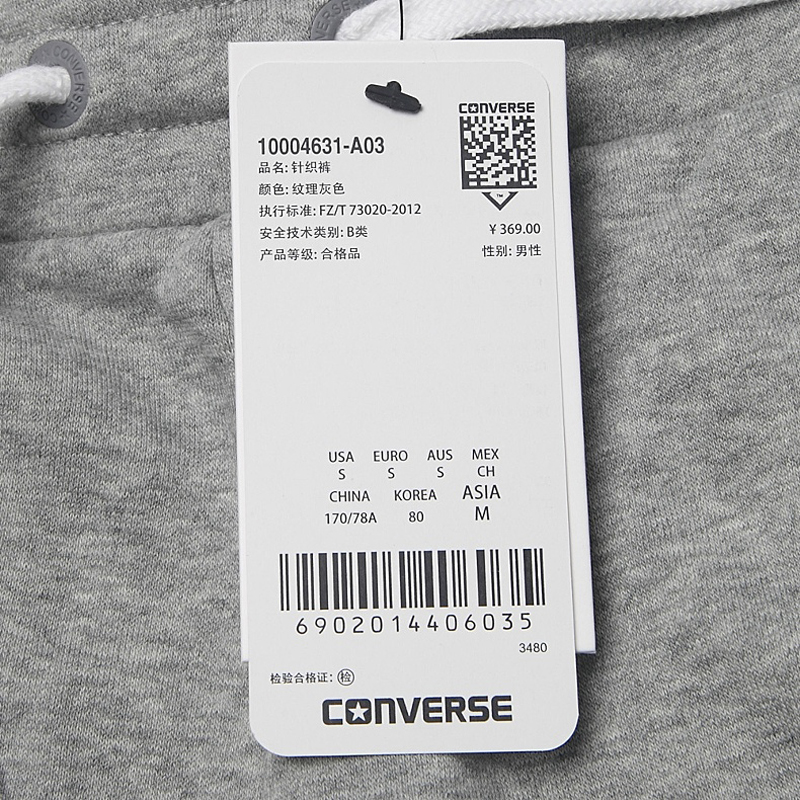 CONVERSE
CONVERSE
CONVERSE
10004631-A03
品名: 针织裤
颜色: 纹理灰色
执行标准: FZ/T 73020-2012
安全技术类别: B类
¥ 369.00
产品等级: 合格品
性别: 男性
USA EURO AUS MEX
S S S CH
CHINA KOREA ASIA
170/78A 80 M
6902014406035
3480
检验合格证: 检
CONVERSE